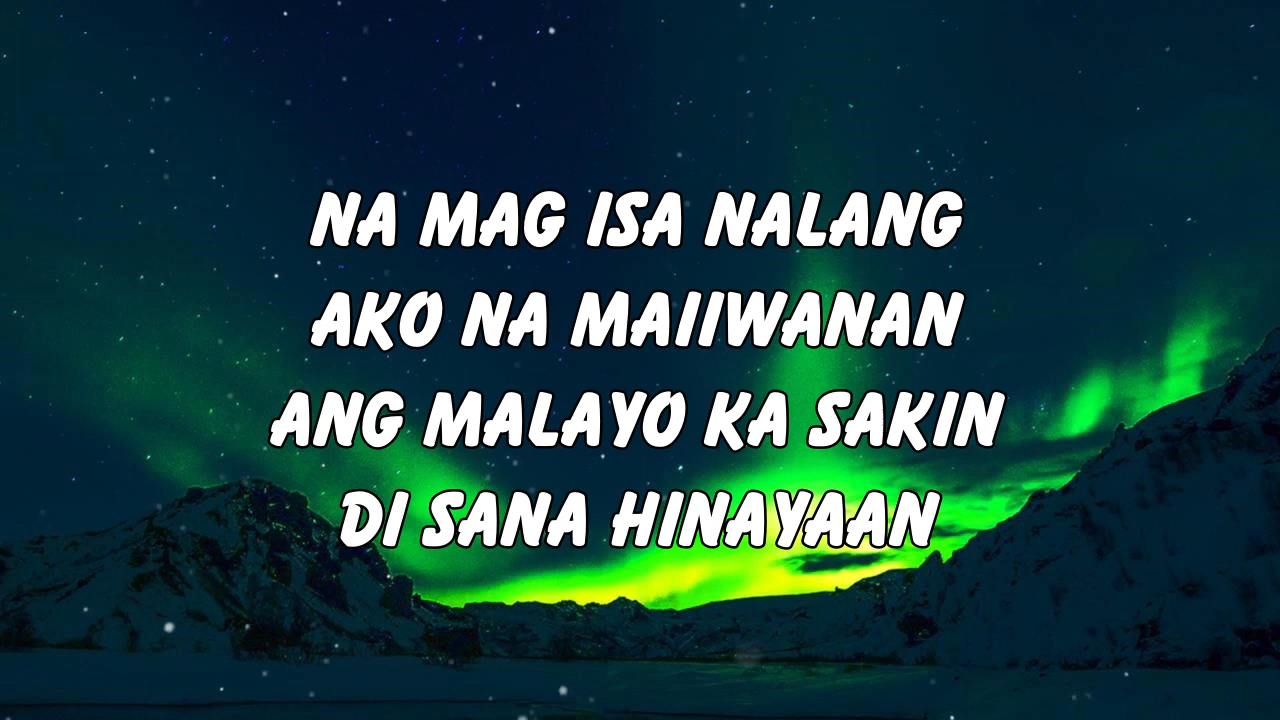 NA MAG ISA NALANG
AKO NA MAIIWANAN
ANG MALAYO KA SAKIN
DI SANA HINAYAAN